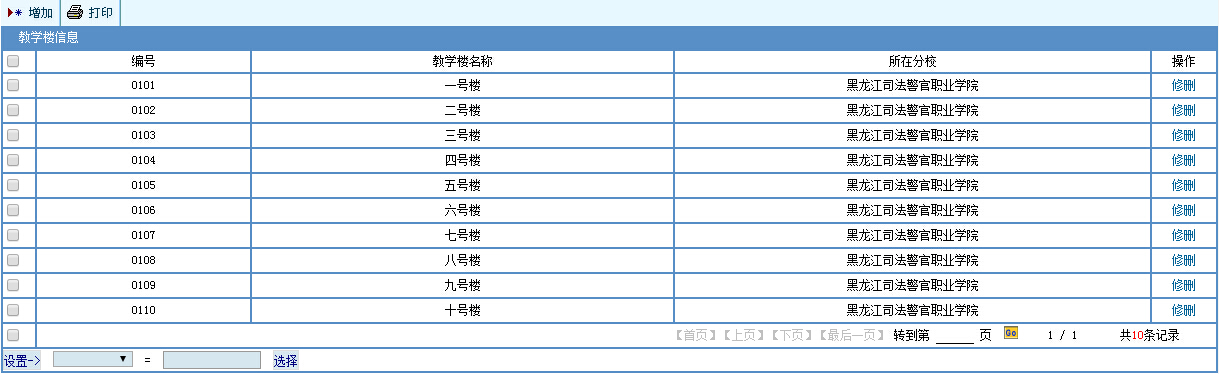 增加 打印
教学楼信息
编号 教学楼名称 所在分校 操作
0101 一号楼 黑龙江司法警官职业学院 修删
0102 二号楼 黑龙江司法警官职业学院 修删
0103 三号楼 黑龙江司法警官职业学院 修删
0104 四号楼 黑龙江司法警官职业学院 修删
0105 五号楼 黑龙江司法警官职业学院 修删
0106 六号楼 黑龙江司法警官职业学院 修删
0107 七号楼 黑龙江司法警官职业学院 修删
0108 八号楼 黑龙江司法警官职业学院 修删
0109 九号楼 黑龙江司法警官职业学院 修删
0110 十号楼 黑龙江司法警官职业学院 修删
【首页】【上页】【下页】【最后一页】 转到第 页 Go 1 / 1 共10条记录
设置-> = 选择